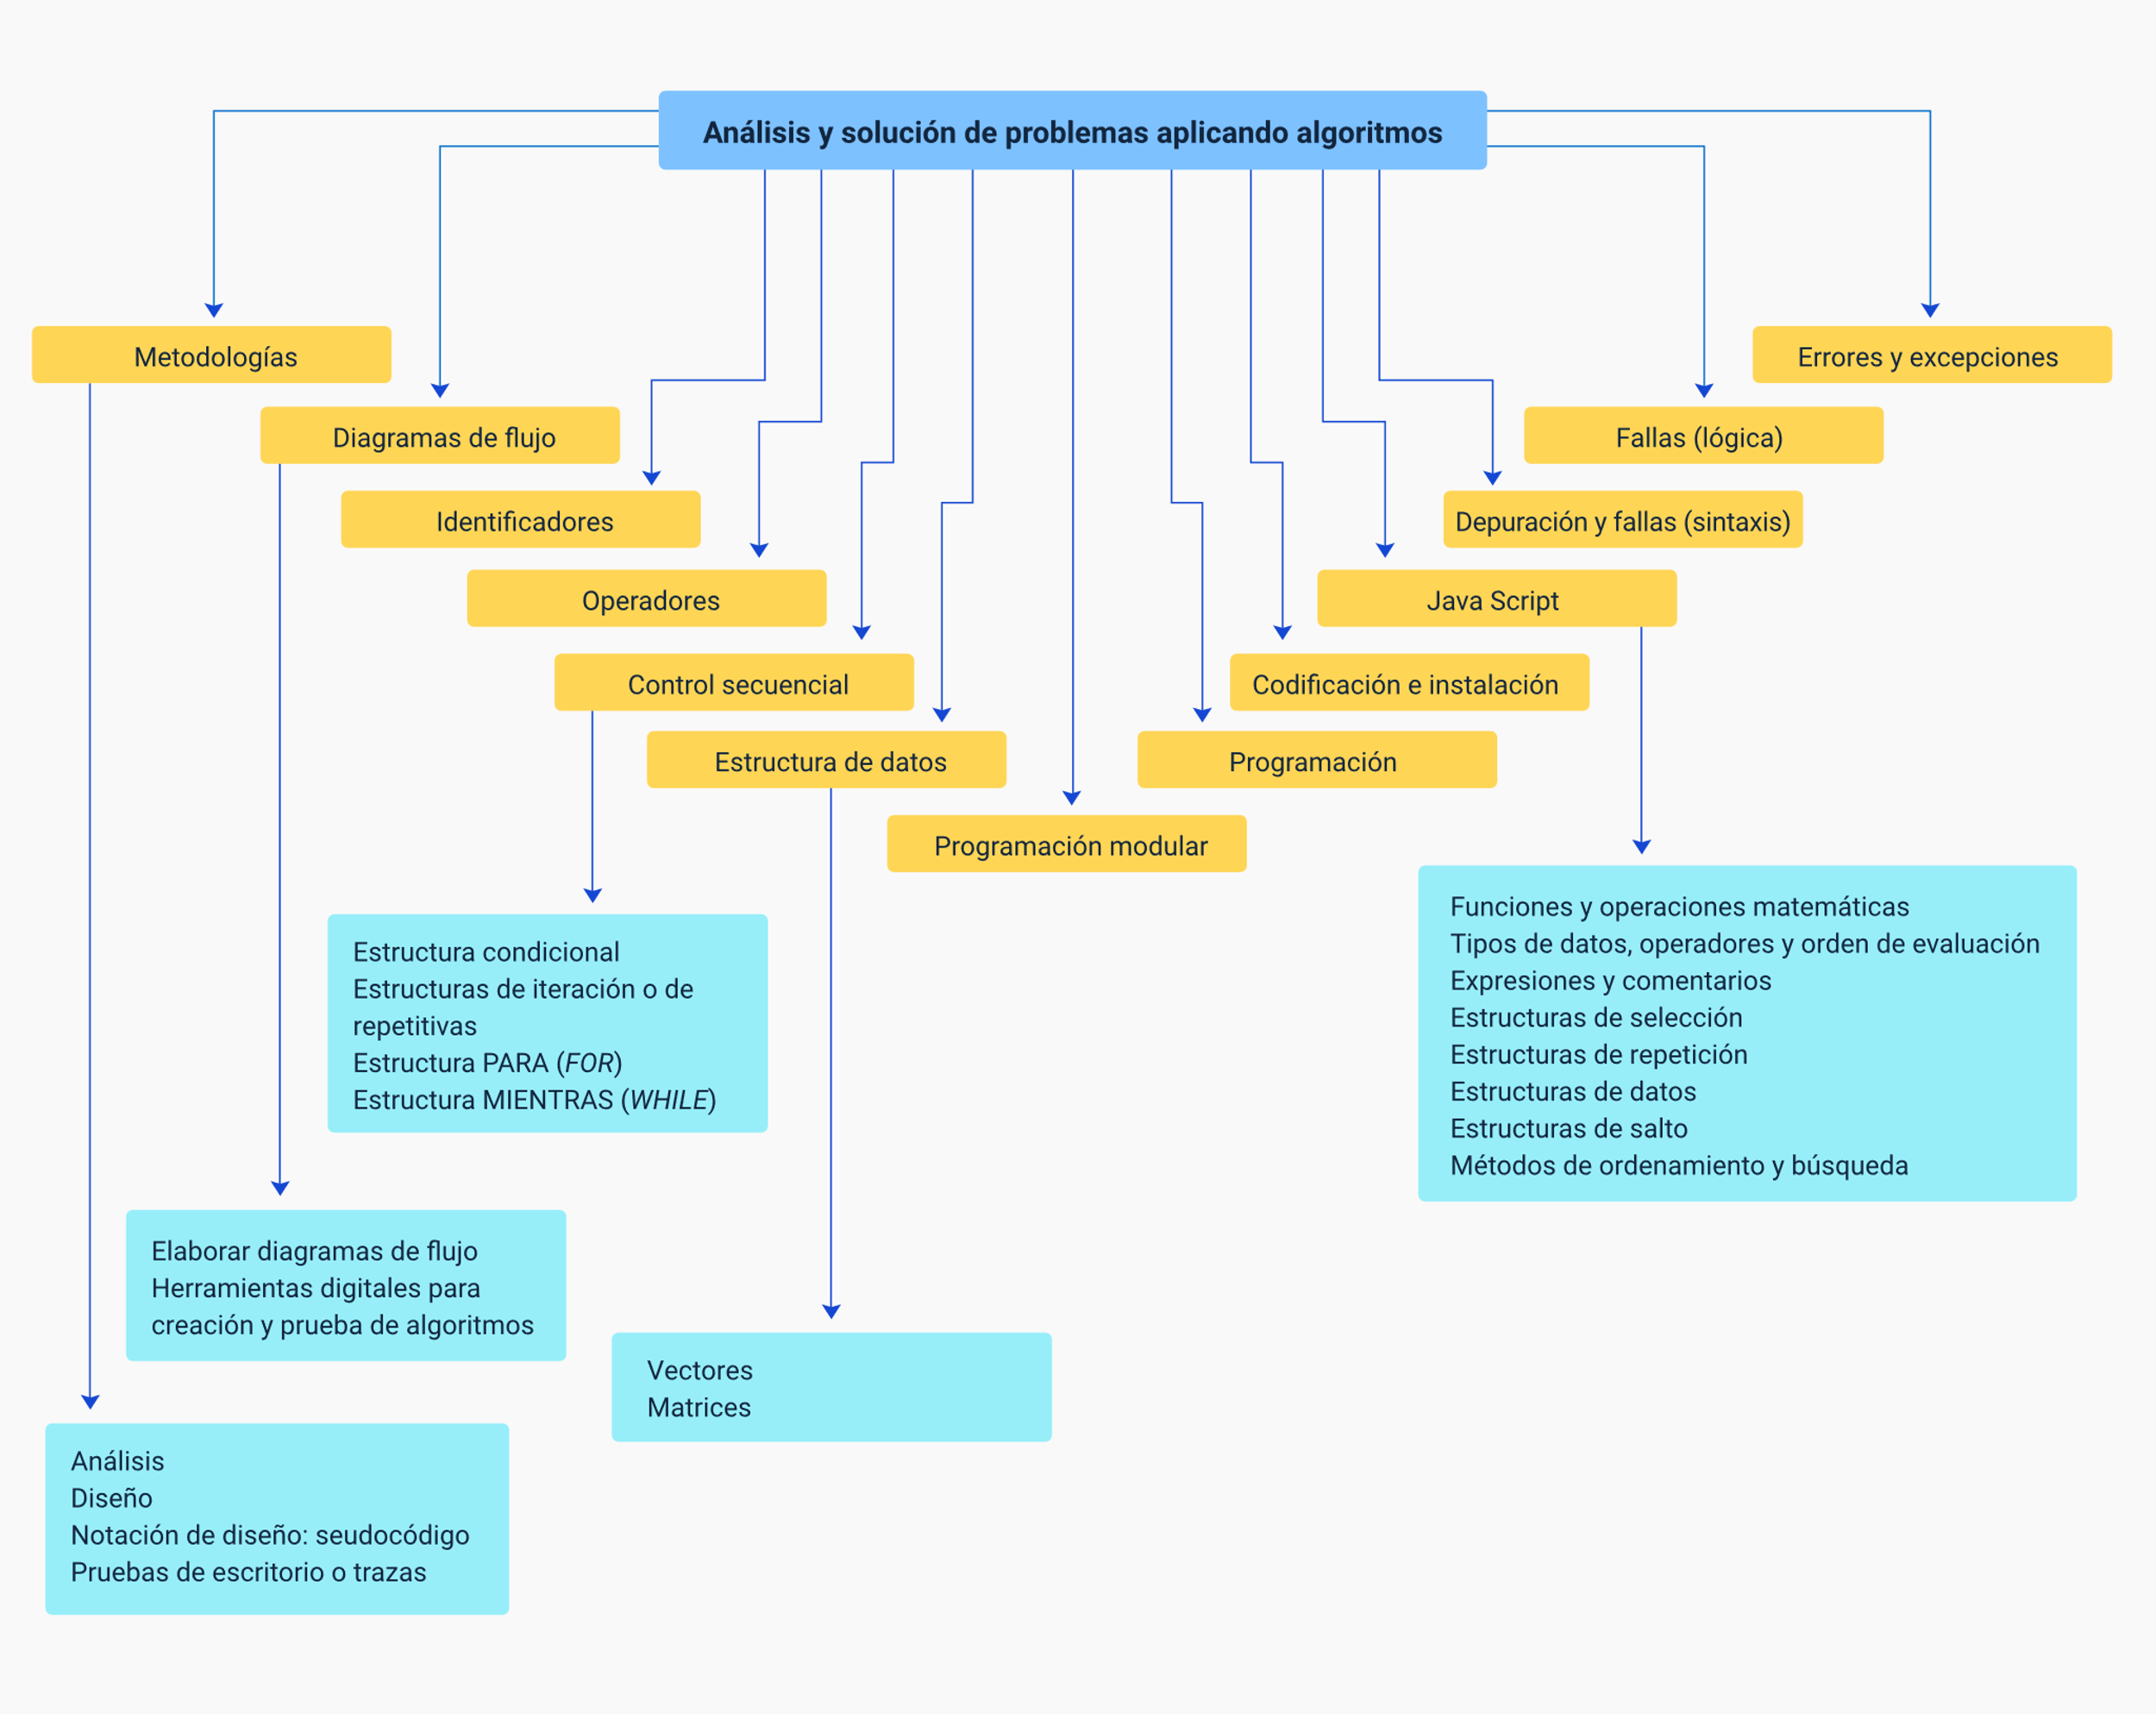 Análisis y solución de problemas aplicando algoritmos
Metodologías
Errores y excepciones
Diagramas de flujo
Fallas (lógica)
Identificadores
Depuración y fallas (sintaxis)
Operadores
Java Script
Control secuencial
Codificación e instalación
Estructura de datos
Programación
Programación modular
Funciones y operaciones matemáticas
Tipos de datos, operadores y orden de evaluación
Expresiones y comentarios
Estructuras de selección
Estructuras de repetición
Estructuras de datos
Estructuras de salto
Métodos de ordenamiento y búsqueda
Estructura condicional
Estructuras de iteración o de
repetitivas
Estructura PARA (FOR)
Estructura MIENTRAS (WHILE)
Elaborar diagramas de flujo
Herramientas digitales para
creación y prueba de algoritmos
Vectores
Matrices
Análisis
Diseño
Notación de diseño: seudocódigo
Pruebas de escritorio o trazas